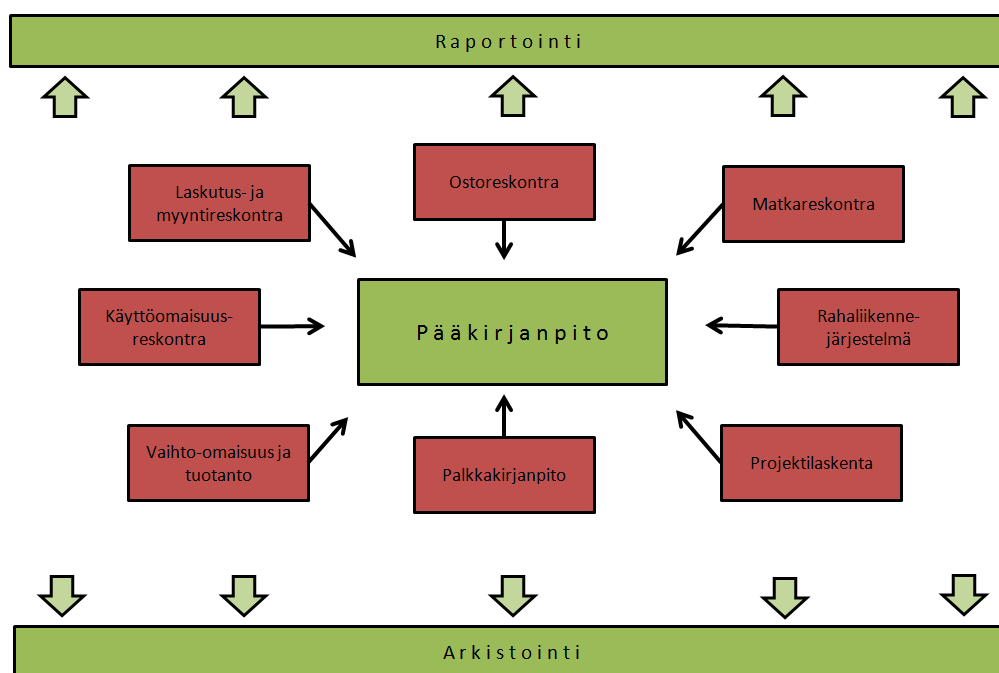 Raportointi
Laskutus- ja
myyntireskontra
Ostoreskontra
Matkareskontra
Käyttöomaisuus-
reskontra
Pääkirjanpito
Rahaliikenne-
järjestelmä
Vaihto-omaisuus ja
tuotanto
Palkkakirjanpito
Projektilaskenta
Arkistointi